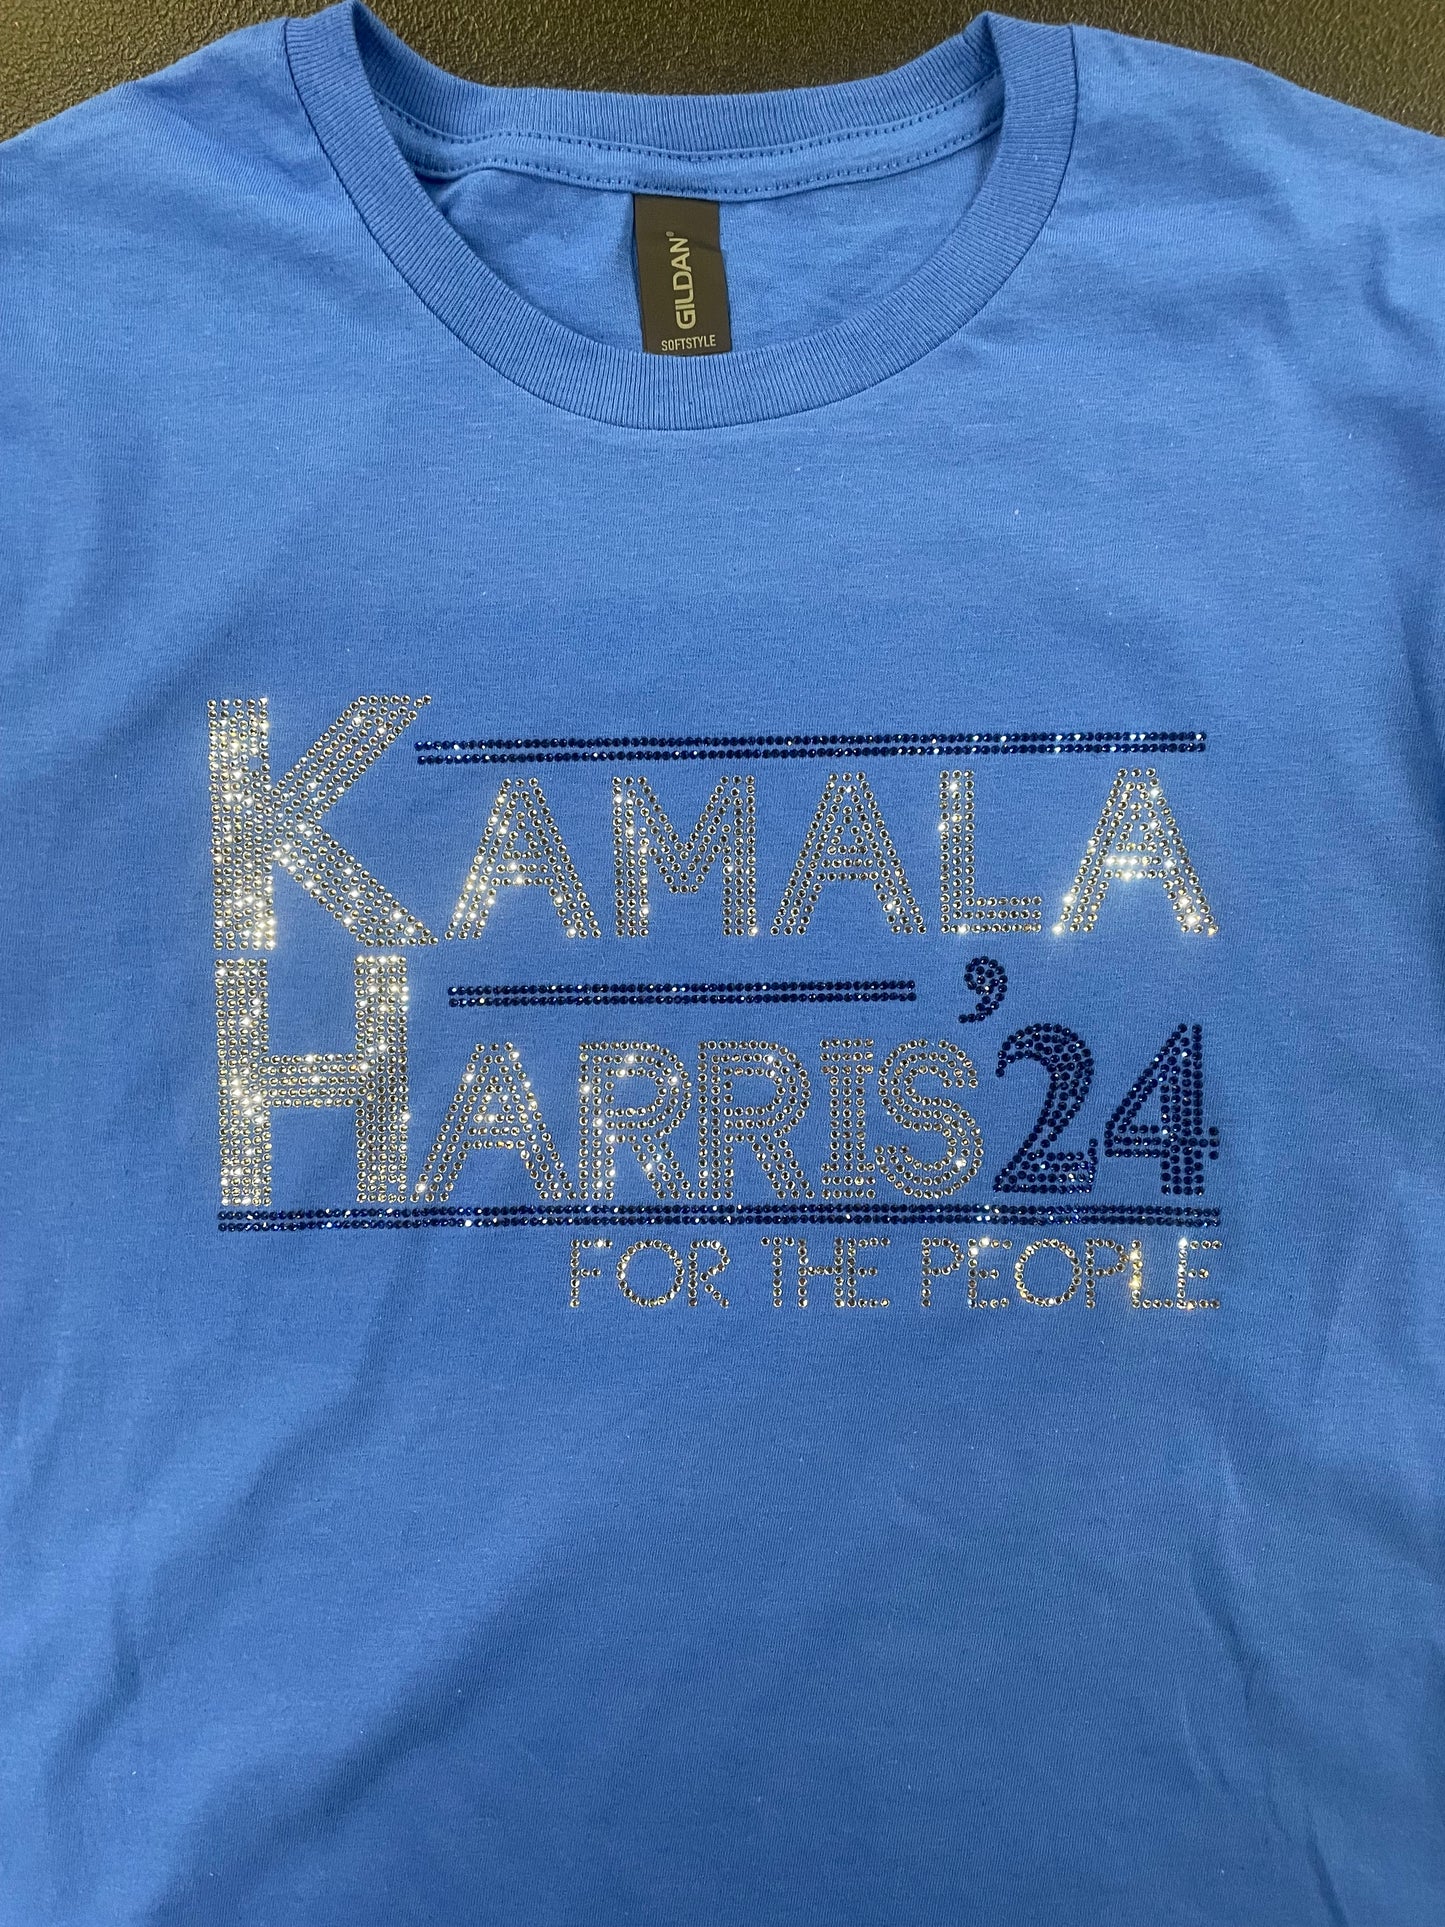 GILDAN®
SOFTSTYLE
KAMALA
HARRIS '24
FOR THE PEOPLE